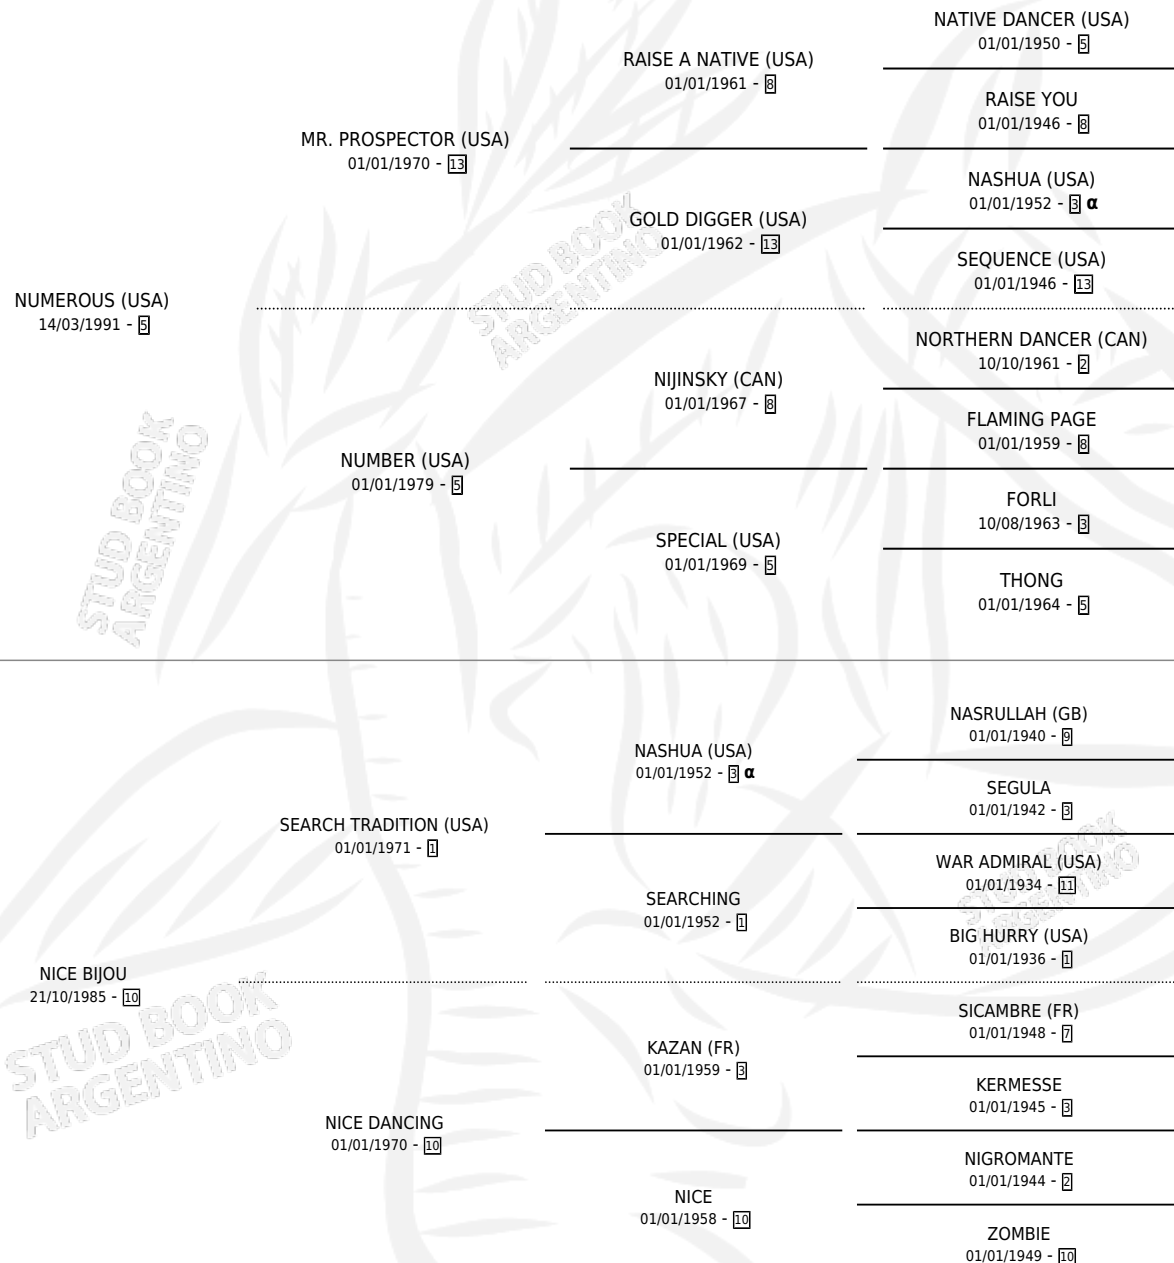 NATIVE DANCER (USA)
01/01/1950 - 5
RAISE A NATIVE (USA)
01/01/1961 - 8
RAISE YOU
01/01/1946 - 8
MR. PROSPECTOR (USA)
01/01/1970 - 13
NASHUA (USA)
01/01/1952 - 3 α
GOLD DIGGER (USA)
01/01/1962 - 13
SEQUENCE (USA)
01/01/1946 - 13
NUMEROUS (USA)
14/03/1991 - 5
NORTHERN DANCER (CAN)
10/10/1961 - 2
NIJINSKY (CAN)
01/01/1967 - 8
FLAMING PAGE
01/01/1959 - 8
NUMBER (USA)
01/01/1979 - 5
FORLI
10/08/1963 - 3
SPECIAL (USA)
01/01/1969 - 5
THONG
01/01/1964 - 5
NASRULLAH (GB)
01/01/1940 - 9
NASHUA (USA)
01/01/1952 - 3 α
SEGULA
01/01/1942 - 3
SEARCH TRADITION (USA)
01/01/1971 - 1
WAR ADMIRAL (USA)
01/01/1934 - 11
SEARCHING
01/01/1952 - 1
BIG HURRY (USA)
01/01/1936 - 1
NICE BIJOU
21/10/1985 - 10
SICAMBRE (FR)
01/01/1948 - 7
KAZAN (FR)
01/01/1959 - 3
KERMESSE
01/01/1945 - 3
NICE DANCING
01/01/1970 - 10
NIGROMANTE
01/01/1944 - 2
NICE
01/01/1958 - 10
ZOMBIE
01/01/1949 - 10
STUD BOOK
ARGENTINO
STUD BOOK
ARGENTINO
STUD BOOK
ARGENTINO
STUD BOOK
ARGENTINO